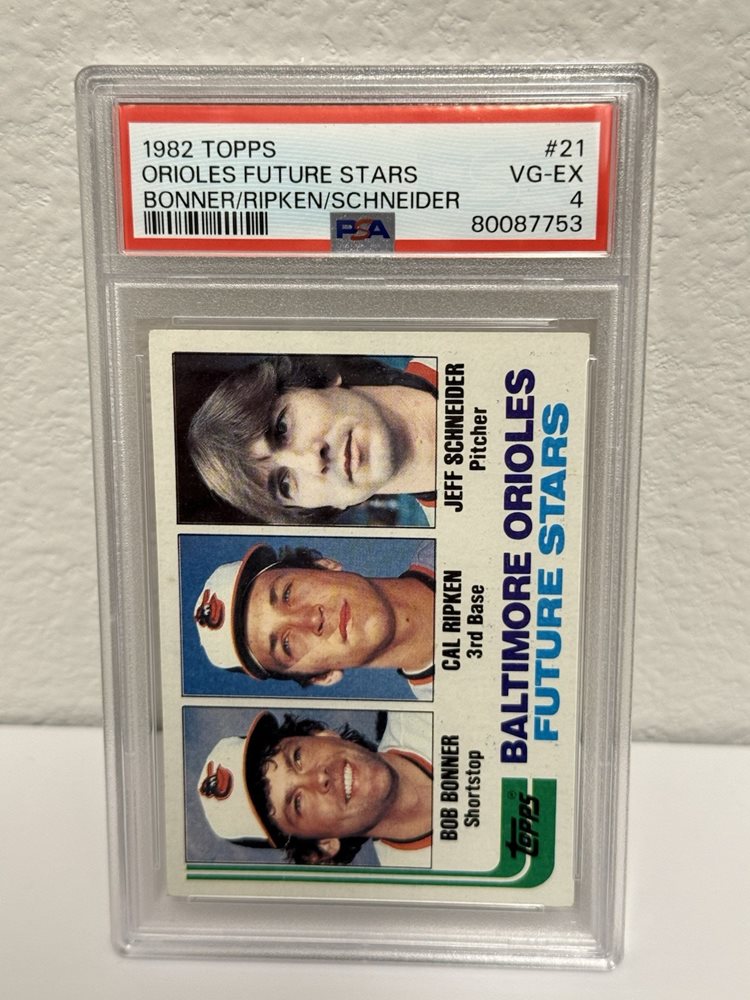 1982 TOPPS #21
ORIOLES FUTURE STARS VG-EX
BONNER/RIPKEN/SCHNEIDER 4
PSA 80087753
BOB BONNER
Shortstop
CAL RIPKEN
3rd Base
JEFF SCHNEIDER
Pitcher
TOPPS®
BALTIMORE ORIOLES
FUTURE STARS